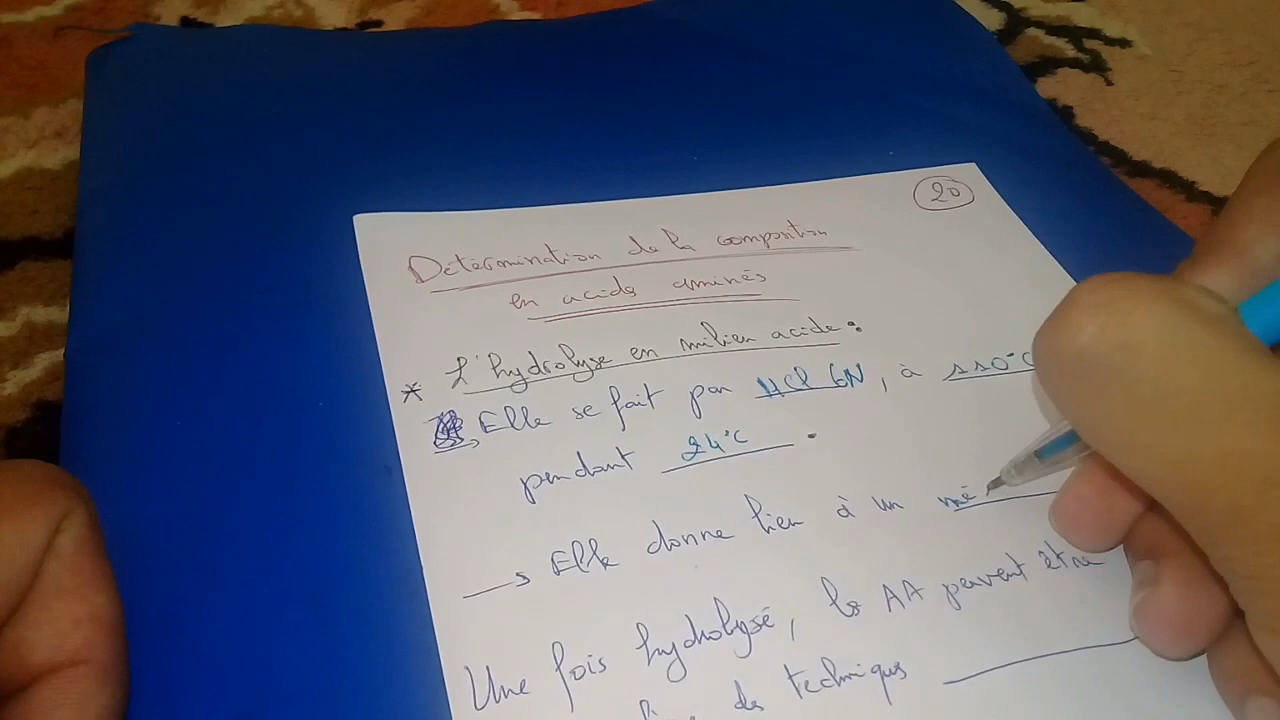 20
Détermination de la composition
en acides aminés
* L'hydrolyse en milieu acide :
Elle se fait par HCl 6N, à 110°C
pendant 24°C .
→ Elle donne lieu à un mé
Une fois hydrolysé, les AA peuvent être
des techniques